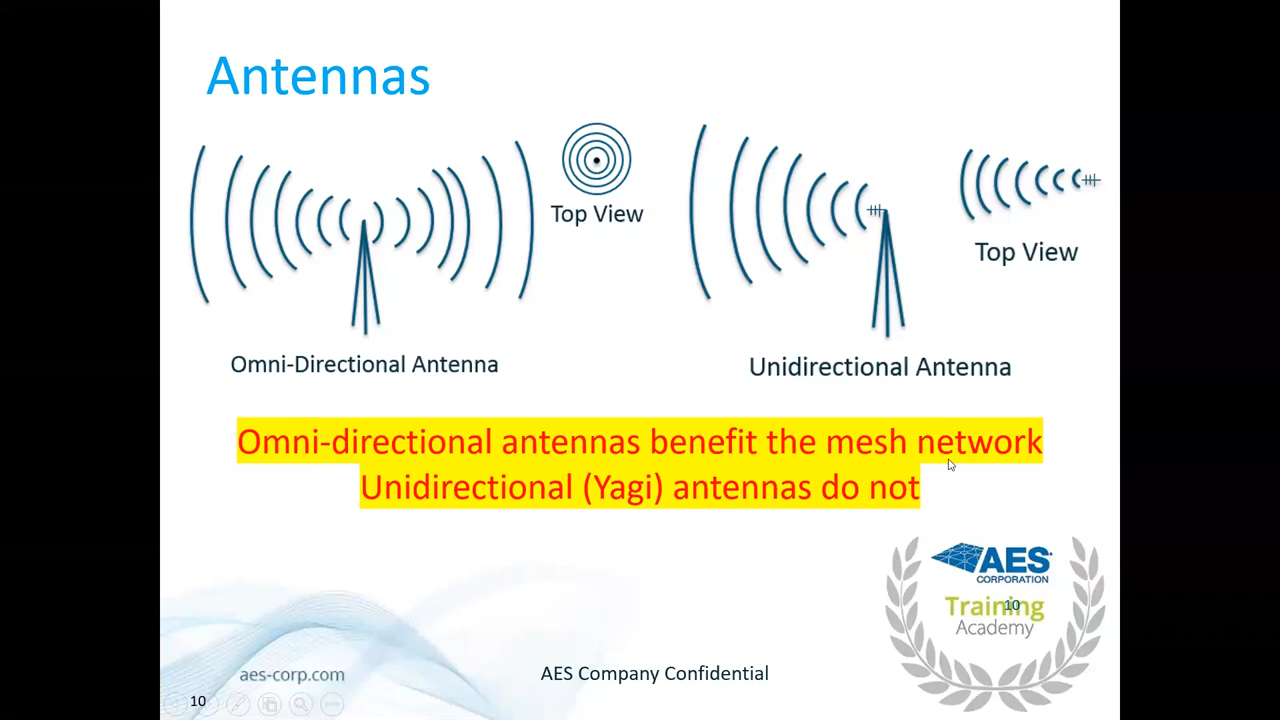 Antennas
Top View
Top View
Omni-Directional Antenna
Unidirectional Antenna
Omni-directional antennas benefit the mesh network
Unidirectional (Yagi) antennas do not
AES
CORPORATION
10
Training
Academy
aes-corp.com
AES Company Confidential
10